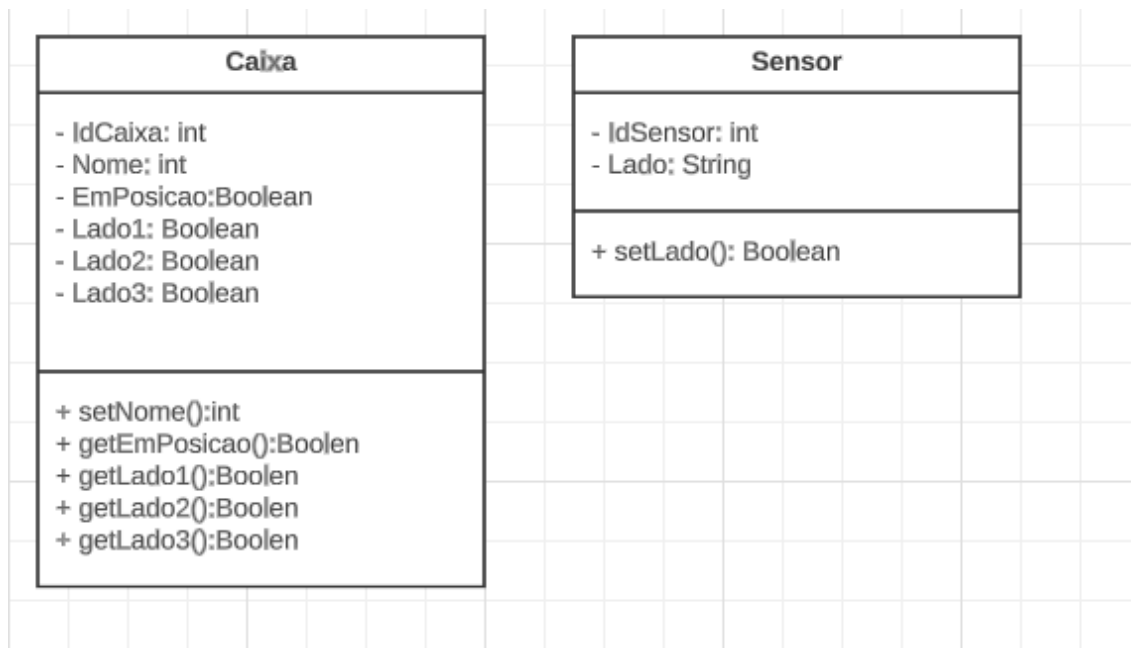 Caixa
- IdCaixa: int
- Nome: int
- EmPosicao:Boolean
- Lado1: Boolean
- Lado2: Boolean
- Lado3: Boolean
+ setNome():int
+ getEmPosicao():Boolen
+ getLado1():Boolen
+ getLado2():Boolen
+ getLado3():Boolen
Sensor
- IdSensor: int
- Lado: String
+ setLado(): Boolean